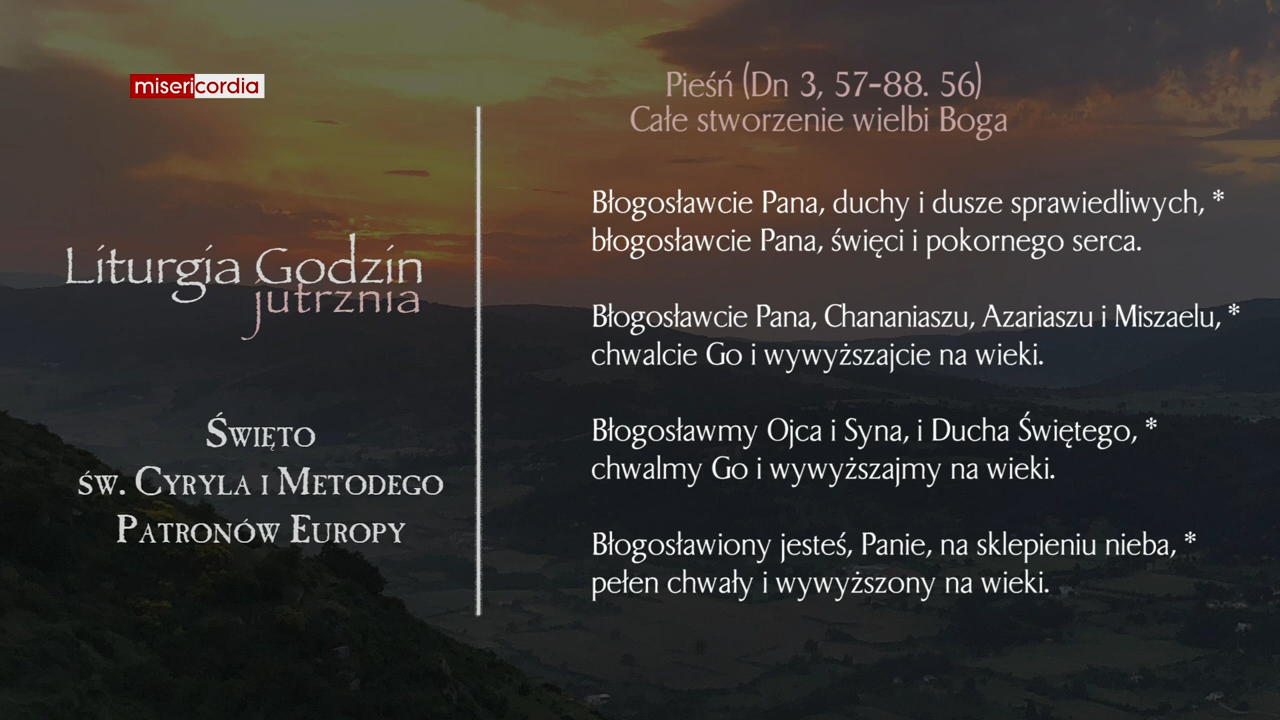 misericordia
Liturgia Godzin
jutrznia
Święto
św. Cyryla i Metodego
Patronów Europy
Pieśń (Dn 3, 57-88. 56)
Całe stworzenie wielbi Boga
Błogosławcie Pana, duchy i dusze sprawiedliwych, *
błogosławcie Pana, święci i pokornego serca.
Błogosławcie Pana, Chananiaszu, Azariaszu i Miszaelu, *
chwalcie Go i wywyższajcie na wieki.
Błogosławmy Ojca i Syna, i Ducha Świętego, *
chwalmy Go i wywyższajmy na wieki.
Błogosławiony jesteś, Panie, na sklepieniu nieba, *
pełen chwały i wywyższony na wieki.